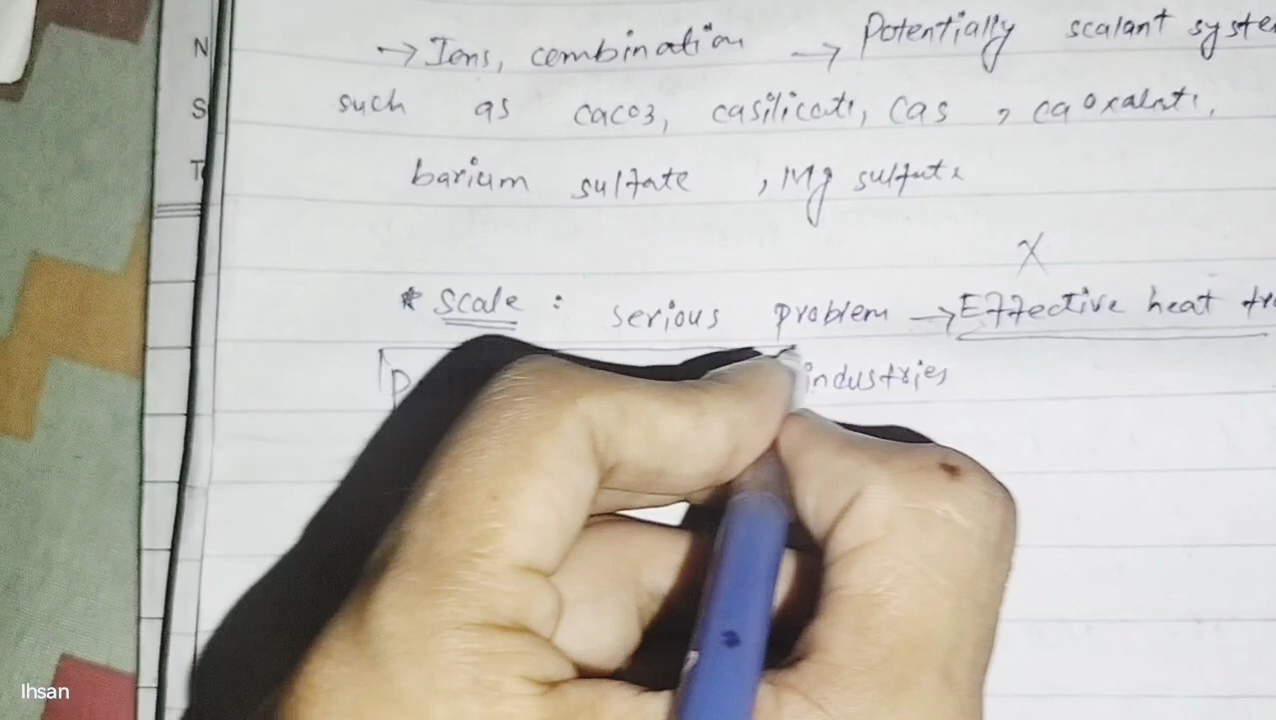 N
→ Ions, combination → Potentially scalant syste
S
such as caco3, casilicate, cas , ca oxalate,
T
barium sulfate , Mg sulfate
X
* Scale : serious problem → Effective heat tr
P industries
Ihsan